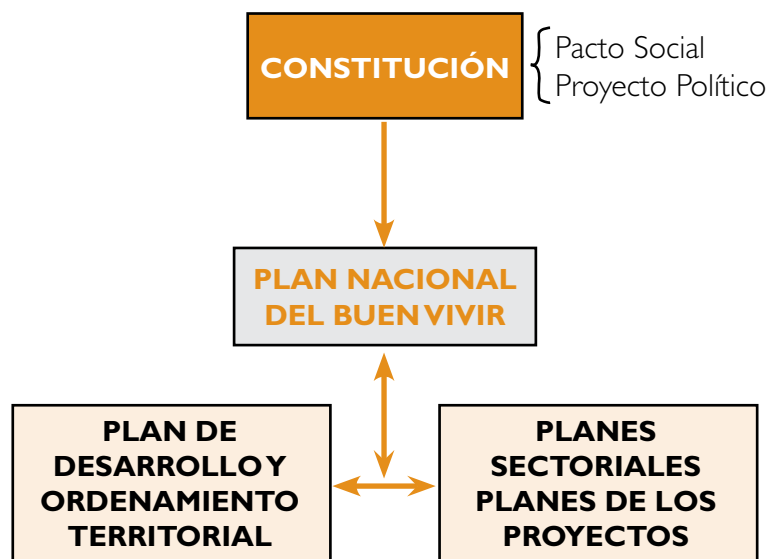 CONSTITUCIÓN
Pacto Social
Proyecto Político
PLAN NACIONAL
DEL BUEN VIVIR
PLAN DE
DESARROLLO Y
ORDENAMIENTO
TERRITORIAL
PLANES
SECTORIALES
PLANES DE LOS
PROYECTOS